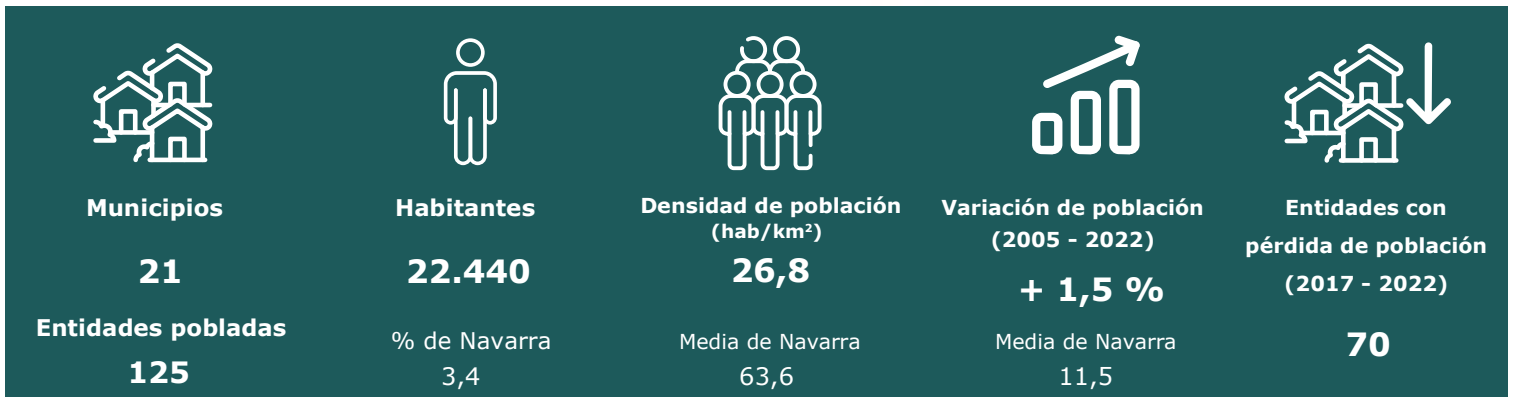 Municipios
21
Entidades pobladas
125
Habitantes
22.440
% de Navarra
3,4
Densidad de población
(hab/km²)
26,8
Media de Navarra
63,6
Variación de población
(2005 - 2022)
+ 1,5 %
Media de Navarra
11,5
Entidades con
pérdida de población
(2017 - 2022)
70